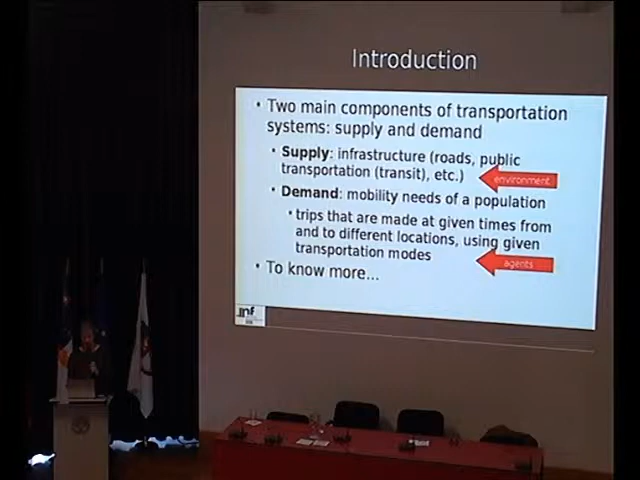 Introduction
• Two main components of transportation
systems: supply and demand
• Supply: infrastructure (roads, public
transportation (transit), etc.)
environment
• Demand: mobility needs of a population
• trips that are made at given times from
and to different locations, using given
transportation modes
agents
• To know more...
inf